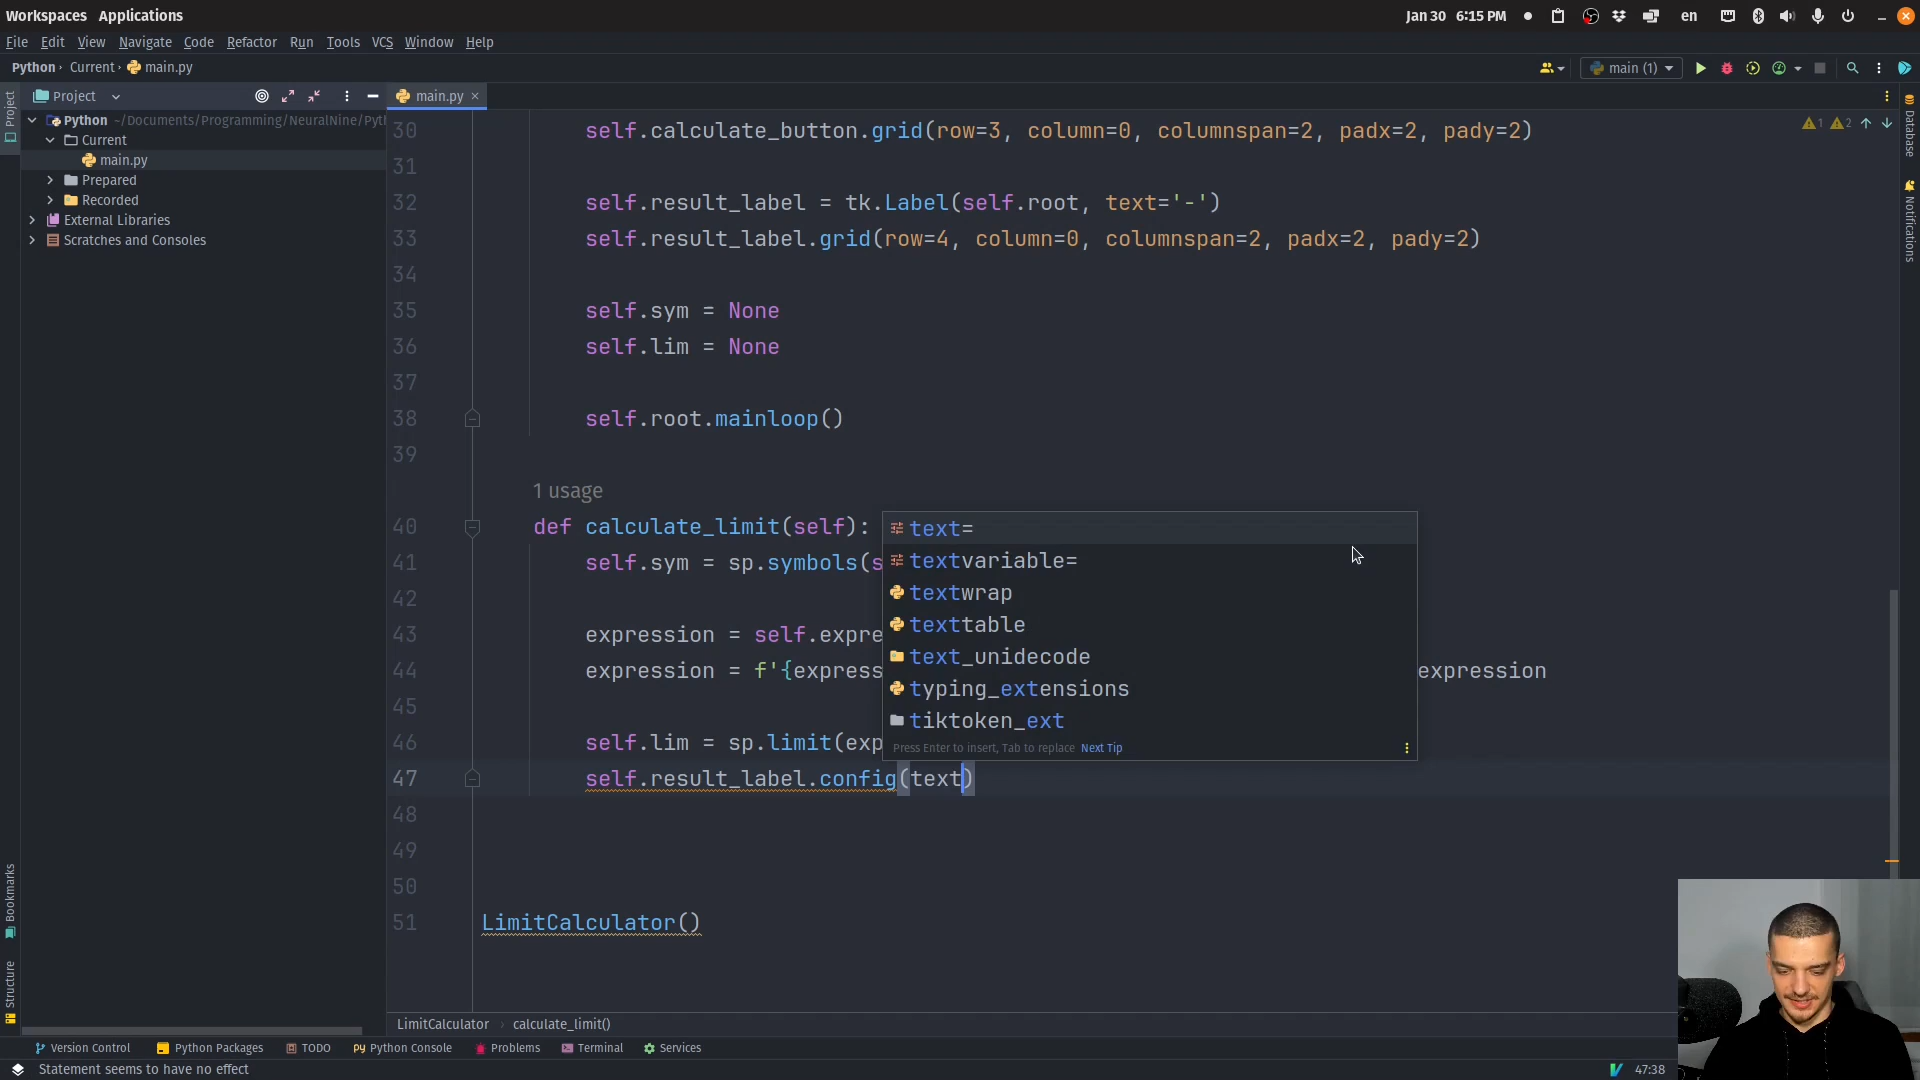 Workspaces Applications Jan 30 6:15 PM en
File Edit View Navigate Code Refactor Run Tools VCS Window Help
Python Current main.py main (1)
Project main.py
Project
Python ~/Documents/Programming/NeuralNine/Pyt
Current
main.py
Prepared
Recorded
External Libraries
Scratches and Consoles
Database
Notifications
Bookmarks
Structure
1 2
30 self.calculate_button.grid(row=3, column=0, columnspan=2, padx=2, pady=2)
31
32 self.result_label = tk.Label(self.root, text='-')
33 self.result_label.grid(row=4, column=0, columnspan=2, padx=2, pady=2)
34
35 self.sym = None
36 self.lim = None
37
38 self.root.mainloop()
39
1 usage
40 def calculate_limit(self):
41 self.sym = sp.symbols(s
42
43 expression = self.expre
44 expression = f'{express expression
45
46 self.lim = sp.limit(exp
47 self.result_label.config(text)
48
49
50
51 LimitCalculator()
text=
textvariable=
textwrap
texttable
text_unidecode
typing_extensions
tiktoken_ext
Press Enter to insert, Tab to replace Next Tip
LimitCalculator calculate_limit()
Version Control Python Packages TODO Python Console Problems Terminal Services
Statement seems to have no effect 47:38